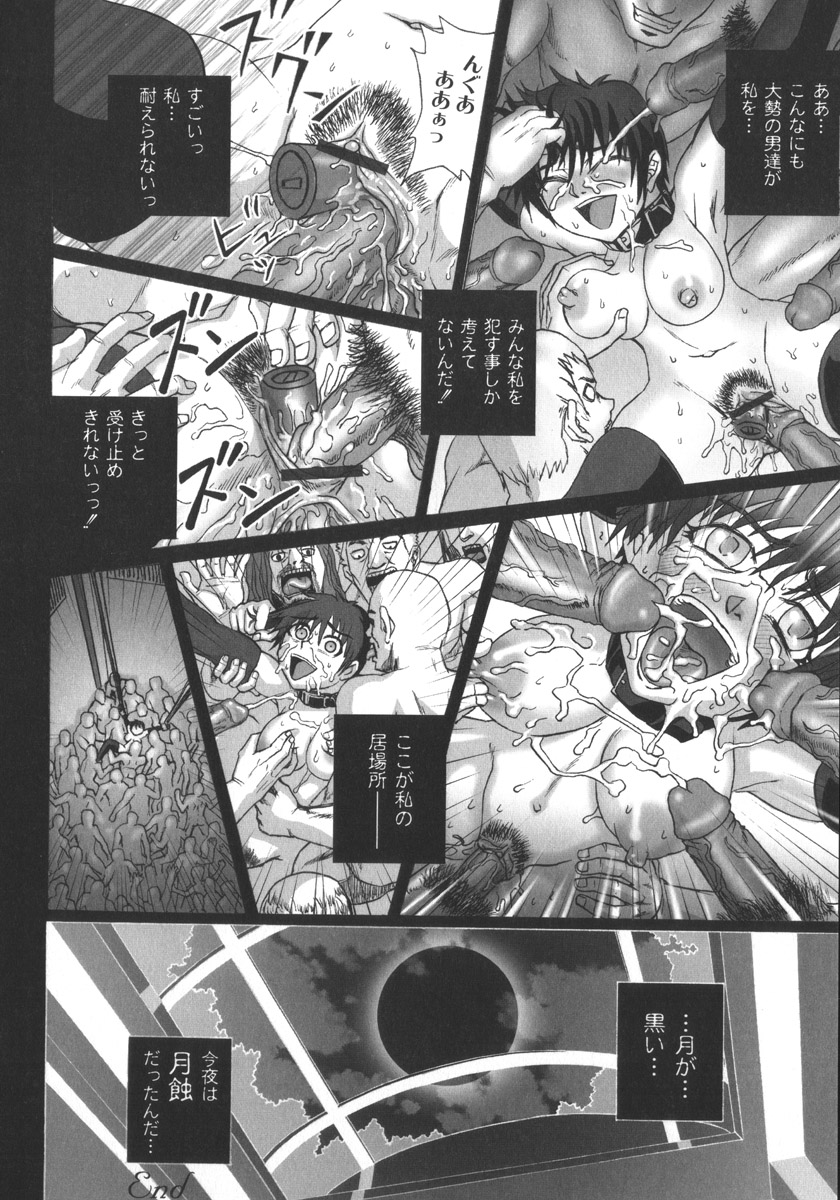 ああ…
こんなにも
大勢の男達が
私を…
んぐあ
ああぁっ
みんな私を
犯す事しか
考えて
ないんだ!!
ズグン
すごいっ
私…
耐えられないっ
ビュッ
ズン
ズン
きっと
受け止め
きれないっっ!!
ここが私の
居場所――
…月が…
黒い…
今夜は
月蝕
だったんだ…
End